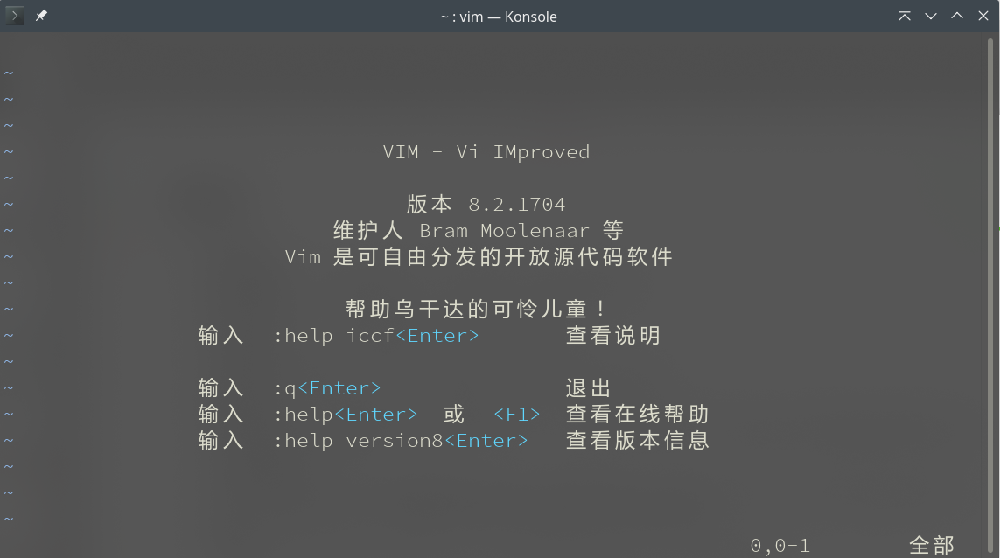 ~ : vim — Konsole
~
~
~
~
VIM - Vi IMproved
~
~
版本 8.2.1704
~
维护人 Bram Moolenaar 等
~
Vim 是可自由分发的开放源代码软件
~
~
帮助乌干达的可怜儿童！
~
输入 :help iccf<Enter> 查看说明
~
~
输入 :q<Enter> 退出
~
输入 :help<Enter> 或 <F1> 查看在线帮助
~
输入 :help version8<Enter> 查看版本信息
~
~
~
0,0-1 全部